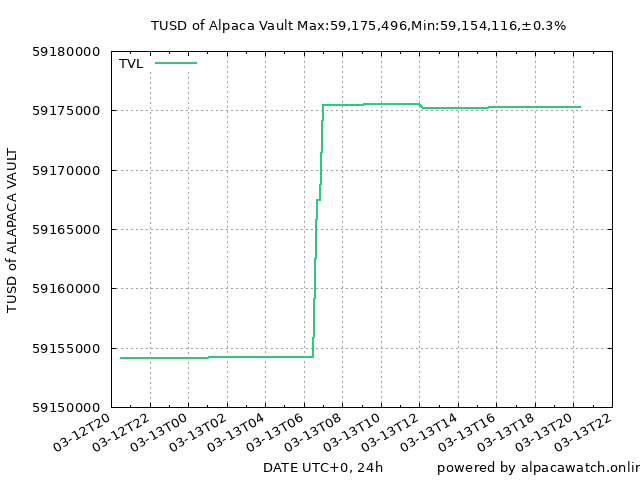 TUSD of Alpaca Vault Max:59,175,496,Min:59,154,116,±0.3%
TVL
59180000
59175000
59170000
59165000
59160000
59155000
59150000
TUSD of ALAPACA VAULT
03-12T20
03-12T22
03-13T00
03-13T02
03-13T04
03-13T06
03-13T08
03-13T10
03-13T12
03-13T14
03-13T16
03-13T18
03-13T20
03-13T22
DATE UTC+0, 24h
powered by alpacawatch.onlin